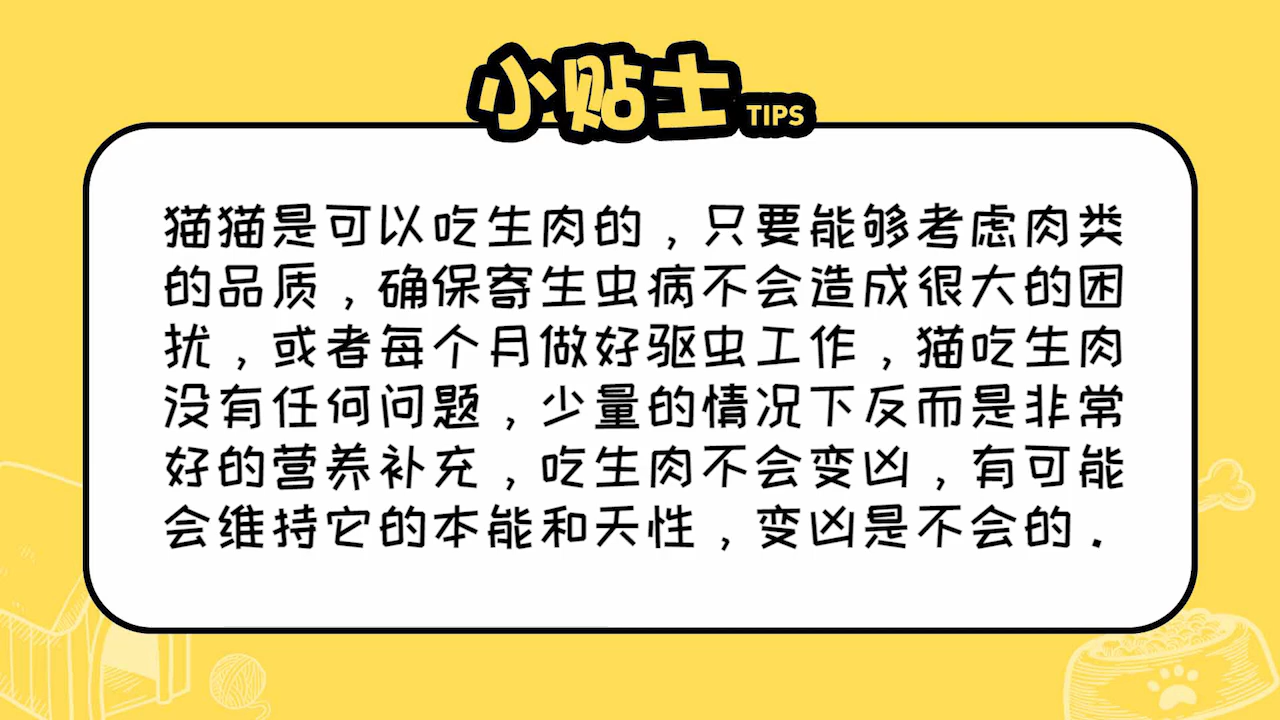 小贴士 TIPS
猫猫是可以吃生肉的，只要能够考虑肉类
的品质，确保寄生虫病不会造成很大的困
扰，或者每个月做好驱虫工作，猫吃生肉
没有任何问题，少量的情况下反而是非常
好的营养补充，吃生肉不会变凶，有可能
会维持它的本能和天性，变凶是不会的.